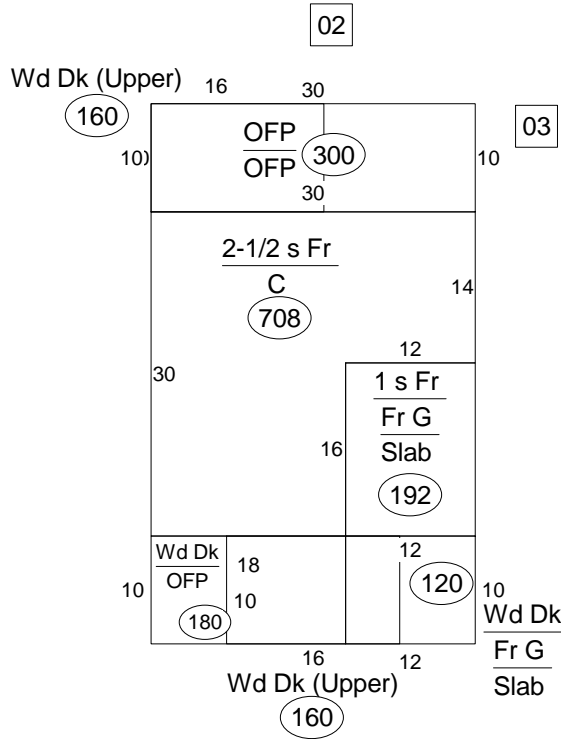 02
Wd Dk (Upper)
16
30
160
03
OFP
OFP
300
10
10
30
2-1/2 s Fr
C
708
14
12
30
1 s Fr
Fr G
Slab
16
192
Wd Dk
OFP
18
12
10
10
180
120
10
Wd Dk
Fr G
Slab
16
12
Wd Dk (Upper)
160